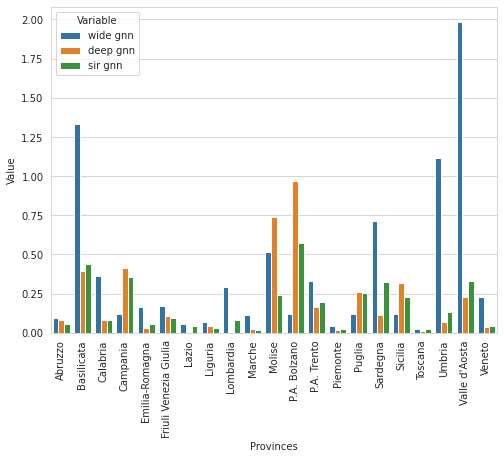 Variable
wide gnn
deep gnn
sir gnn
2.00
1.75
1.50
1.25
1.00
0.75
0.50
0.25
0.00
Value
Abruzzo
Basilicata
Calabria
Campania
Emilia-Romagna
Friuli Venezia Giulia
Lazio
Liguria
Lombardia
Marche
Molise
P.A. Bolzano
P.A. Trento
Piemonte
Puglia
Sardegna
Sicilia
Toscana
Umbria
Valle d'Aosta
Veneto
Provinces